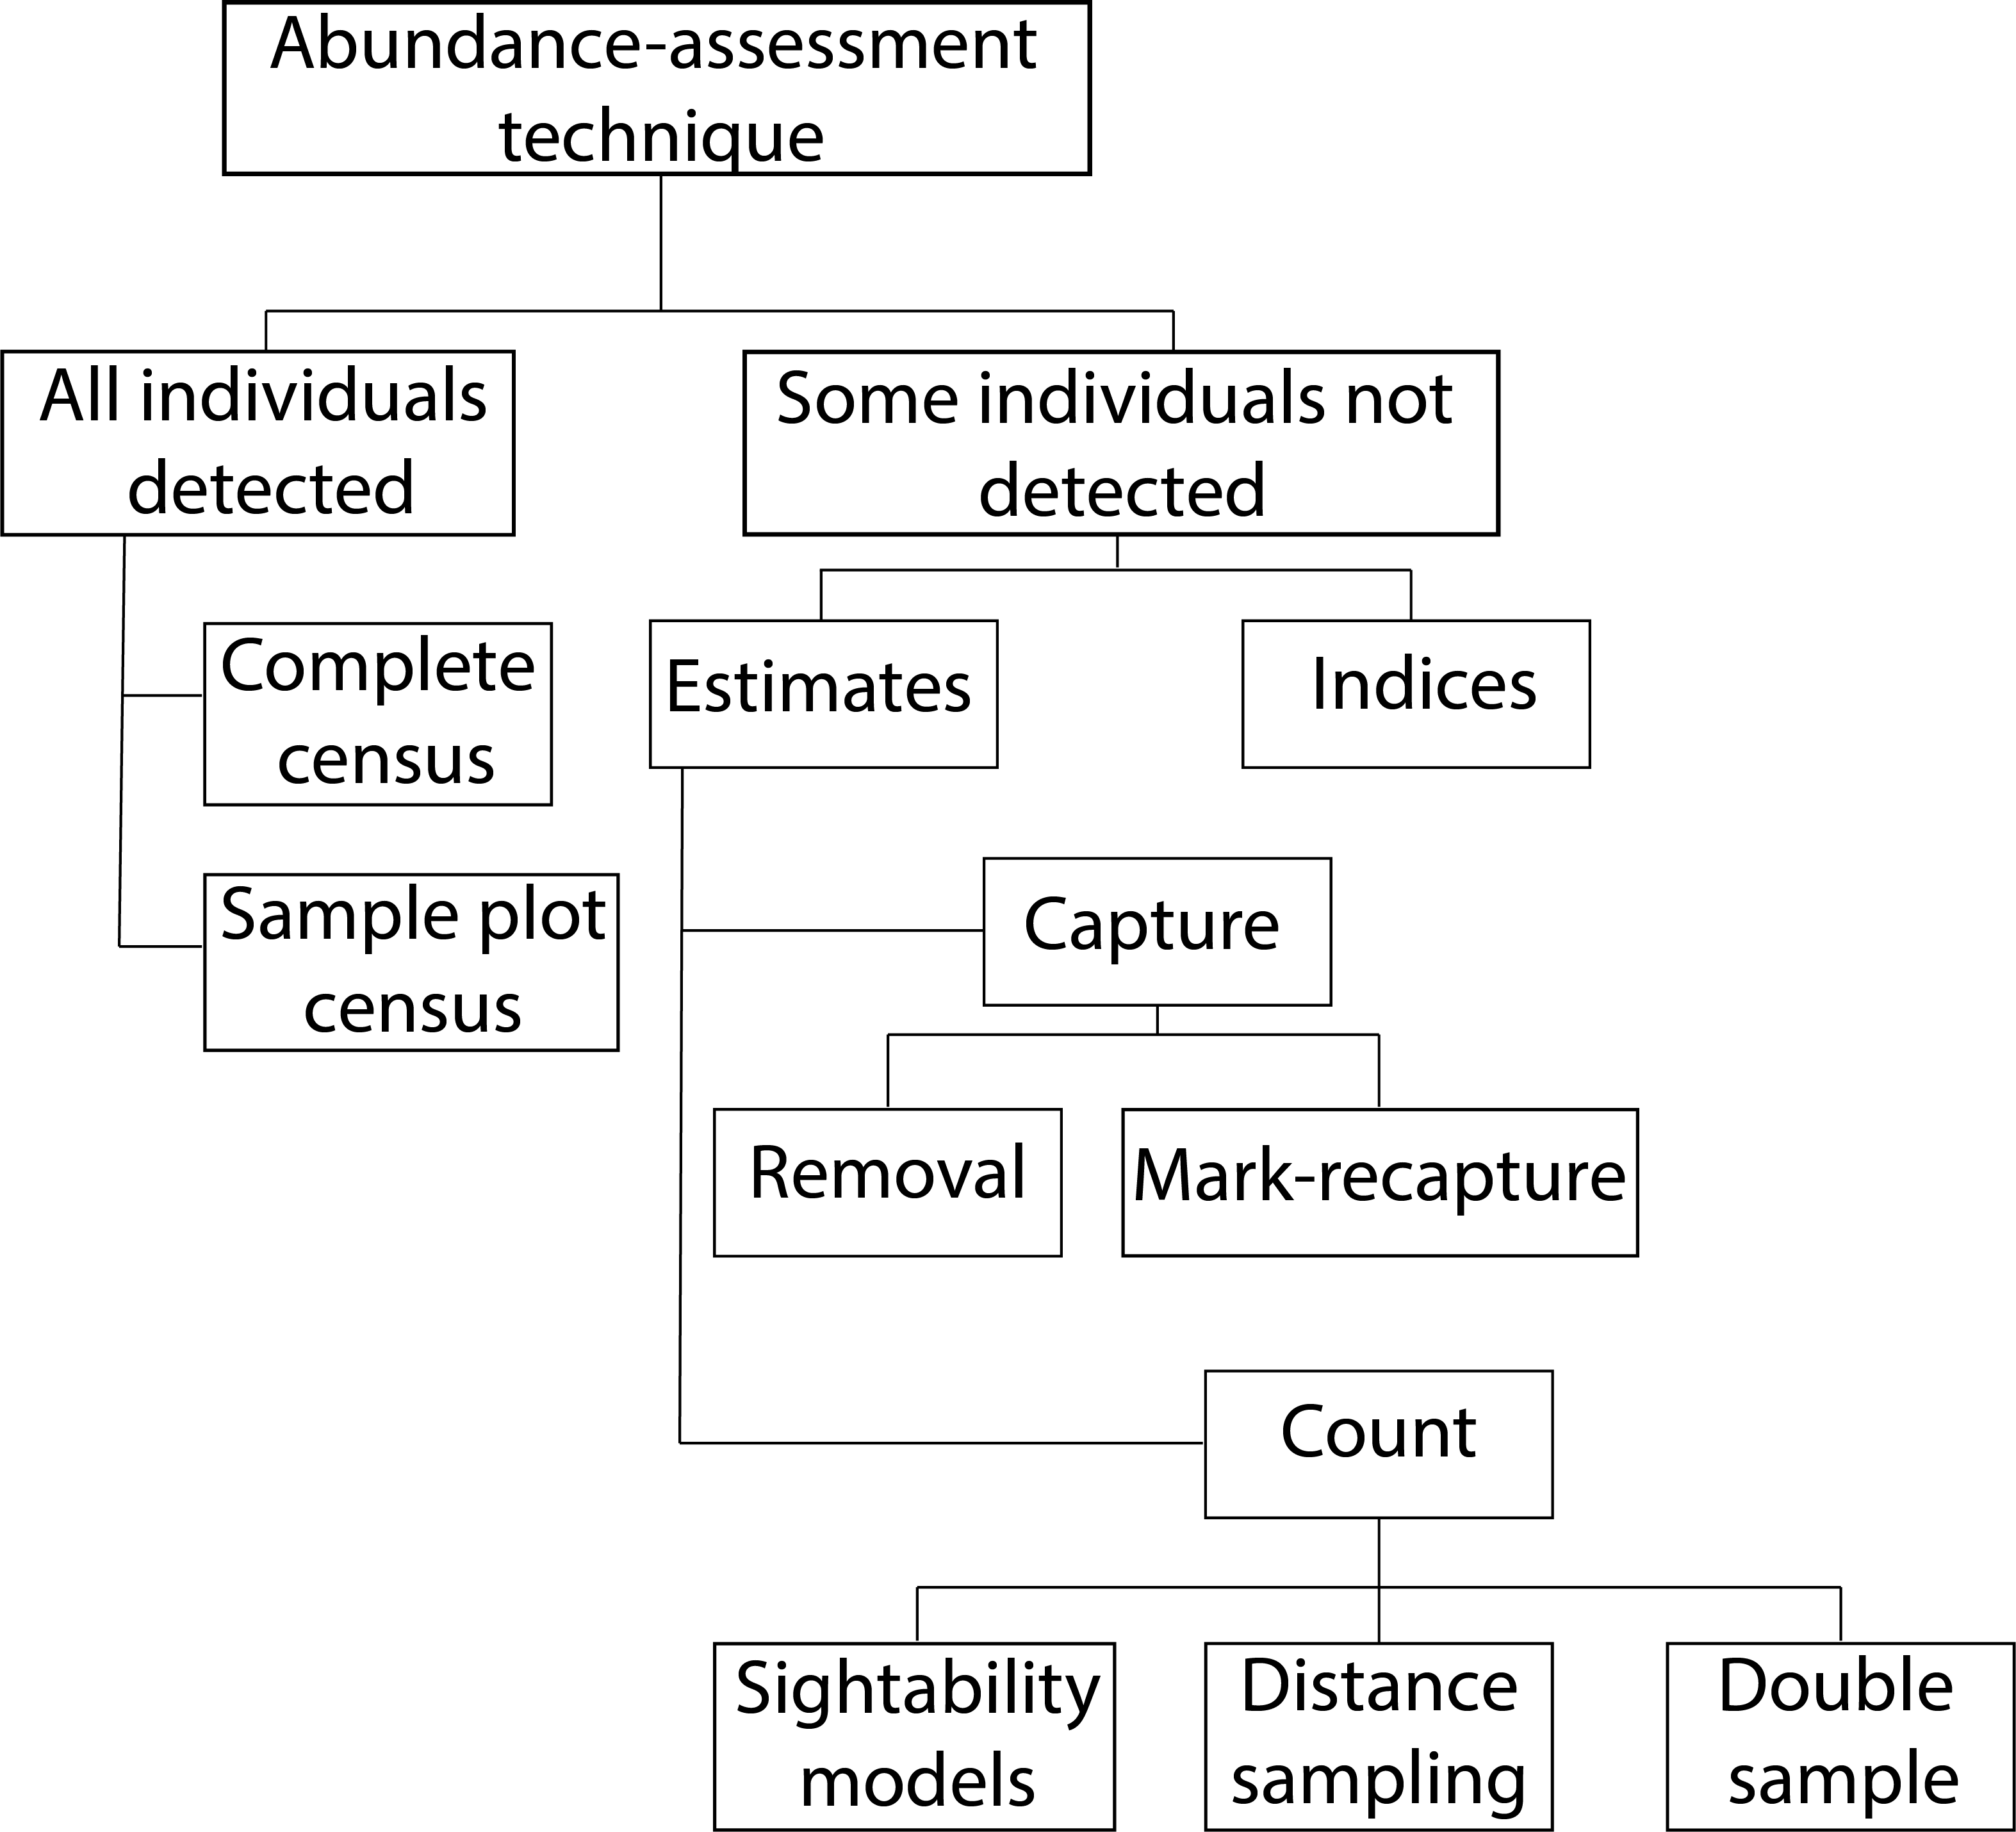 Abundance-assessment
technique
All individuals
detected
Some individuals not
detected
Complete
census
Sample plot
census
Estimates
Indices
Capture
Removal
Mark-recapture
Count
Sightability
models
Distance
sampling
Double
sample